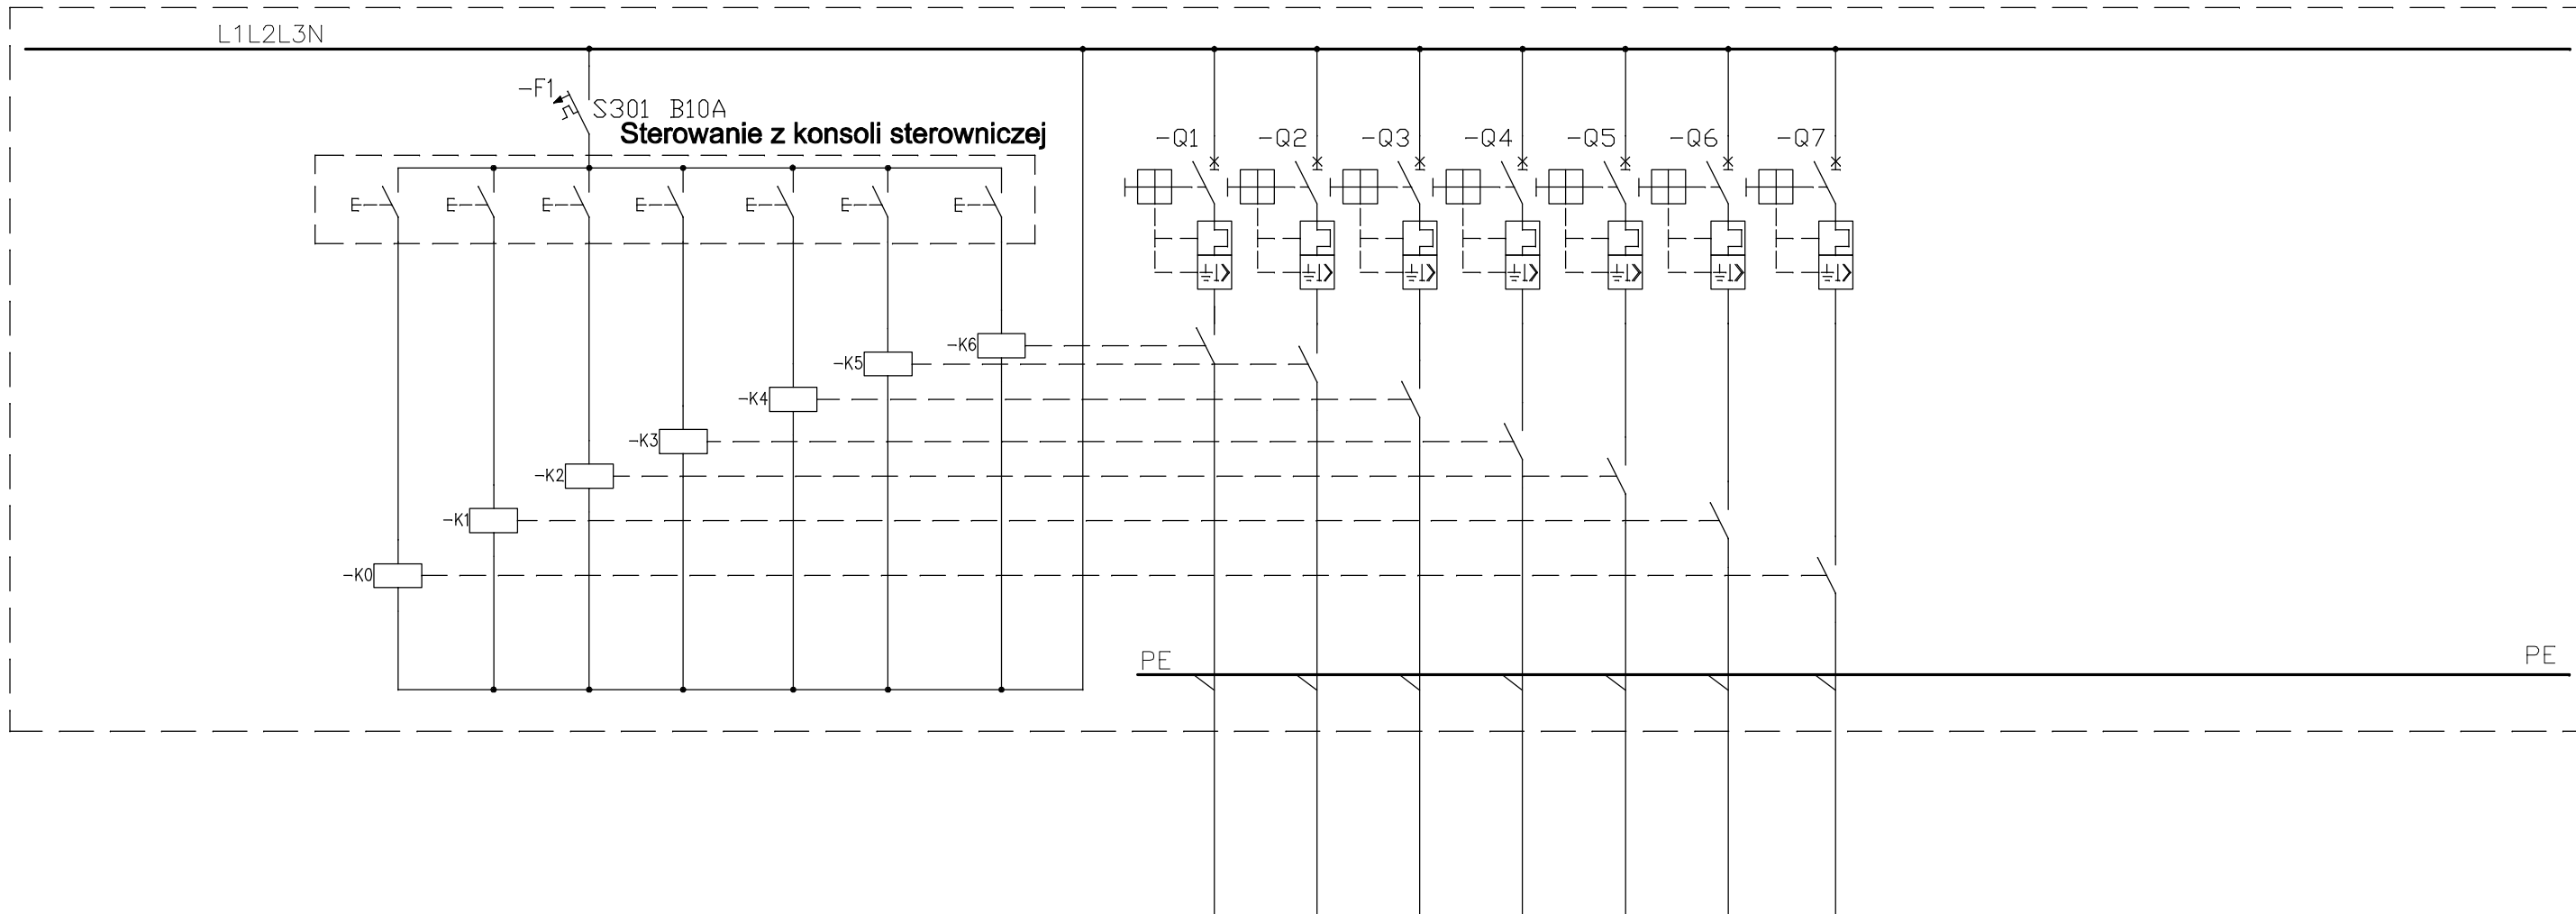 L1L2L3N
-F1
S301 B10A
Sterowanie z konsoli sterowniczej
-Q1 -Q2 -Q3 -Q4 -Q5 -Q6 -Q7
-K6
-K5
-K4
-K3
-K2
-K1
-K0
PE PE